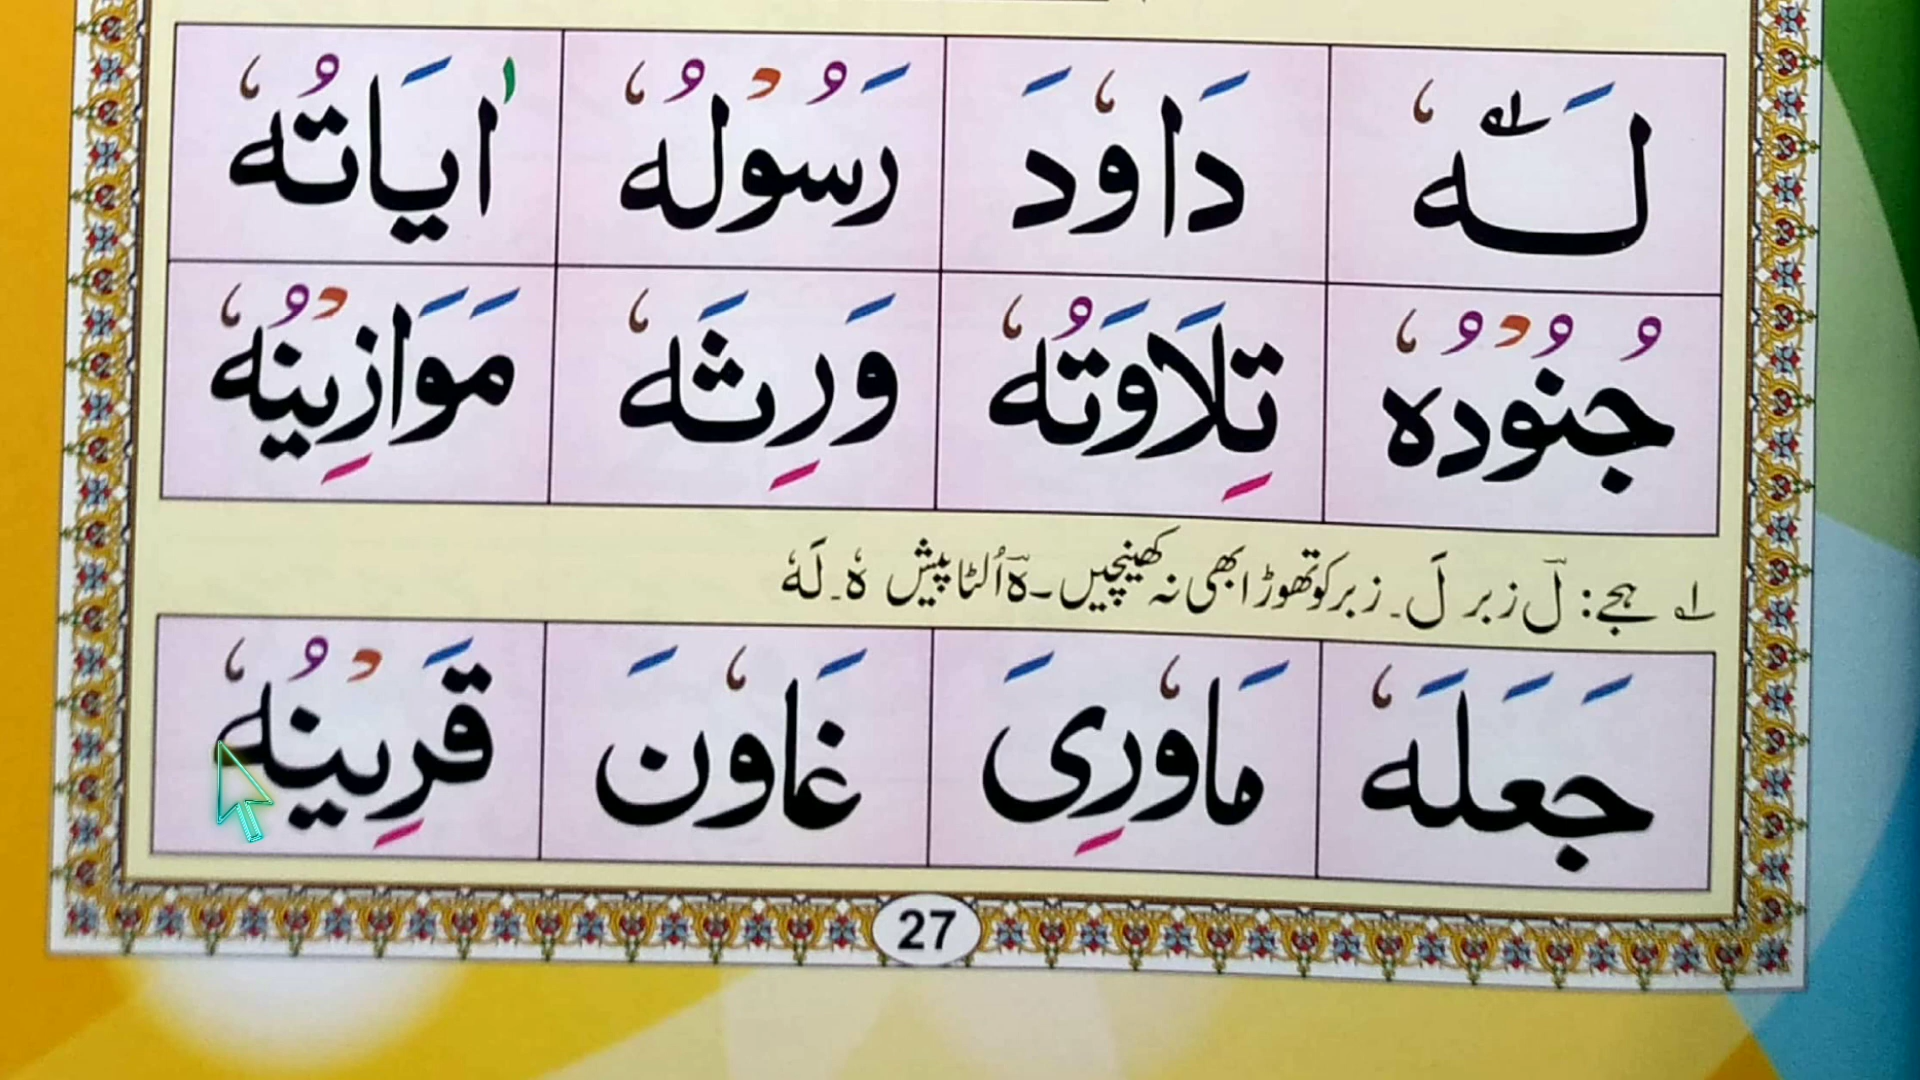 لَهٗ دَاوٗدَ رَسُوْلُهٗ اٰيَاتُهٗ
جُنُوْدُهٗ تِلَاوَتُهٗ وَرِثَهٗ مَوَازِيْنُهٗ
ا؎ ہجے: لَ زبر لَ۔ زبر کو تھوڑا بھی نہ کھینچیں۔ ہٗ اُلٹا پیش ہٗ۔ لَهٗ
جَعَلَهٗ مَاوٗرِیَ غَاوٗنَ قَرِيْنُهٗ
27